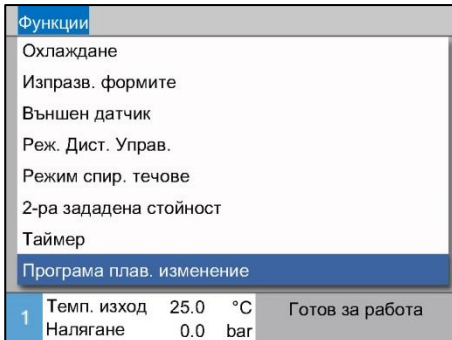 Функции
Охлаждане
Изпразв. формите
Външен датчик
Реж. Дист. Управ.
Режим спир. течове
2-ра зададена стойност
Таймер
Програма плав. изменение
1 Темп. изход 25.0 °C Готов за работа
Налягане 0.0 bar